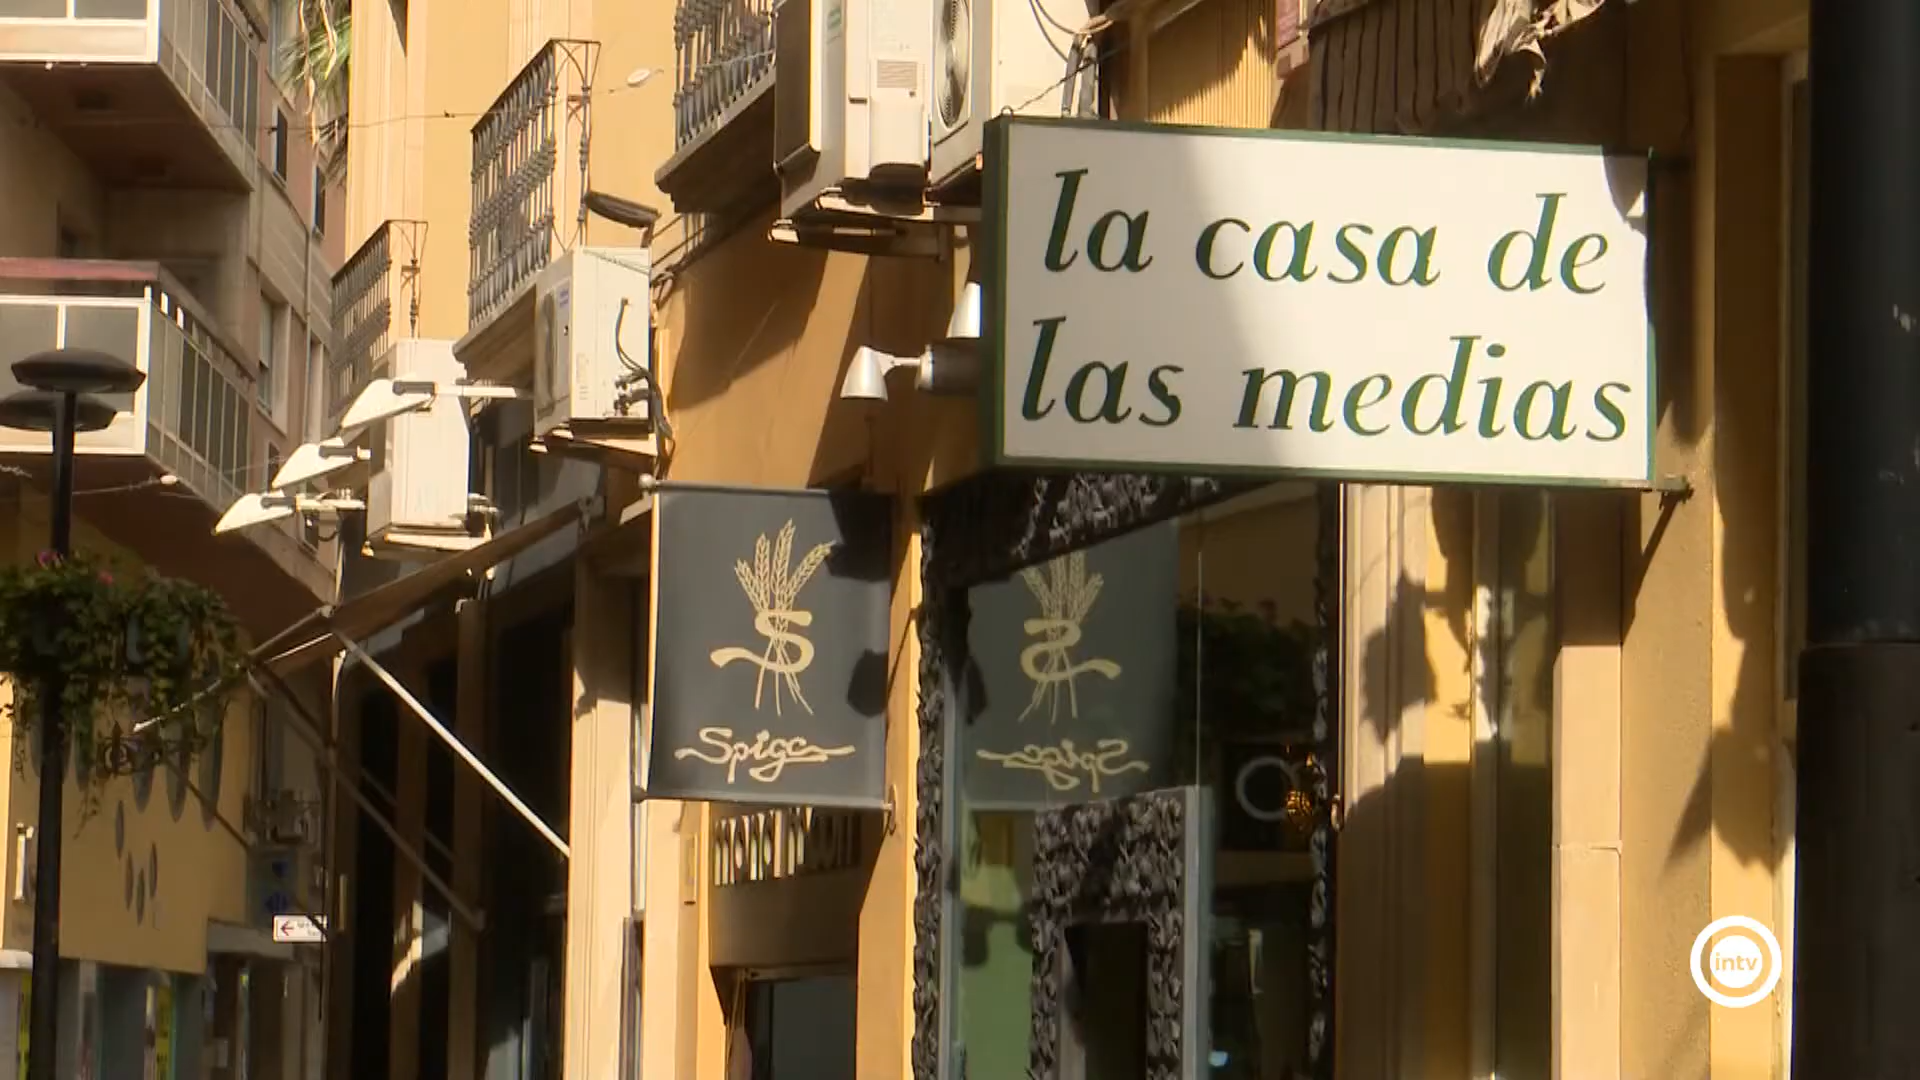 la casa de
las medias
Spiga
intv